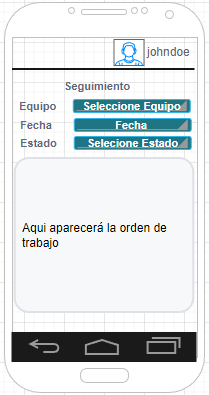 johndoe
Seguimiento
Equipo Seleccione Equipo
Fecha Fecha
Estado Selecione Estado
Aqui aparecerá la orden de
trabajo